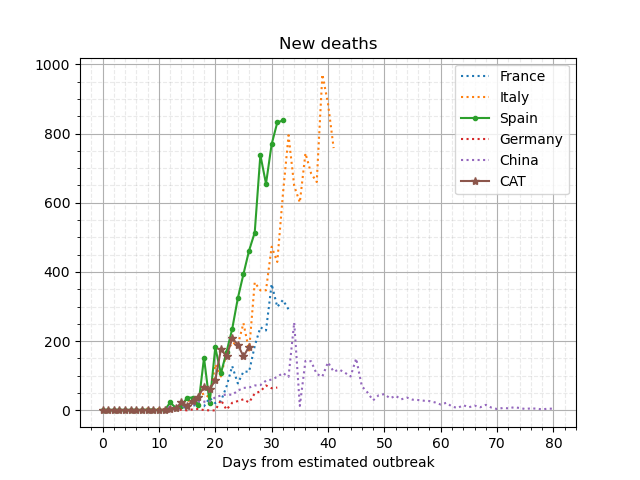 New deaths
1000
800
600
400
200
0
France
Italy
Spain
Germany
China
CAT
0 10 20 30 40 50 60 70 80
Days from estimated outbreak